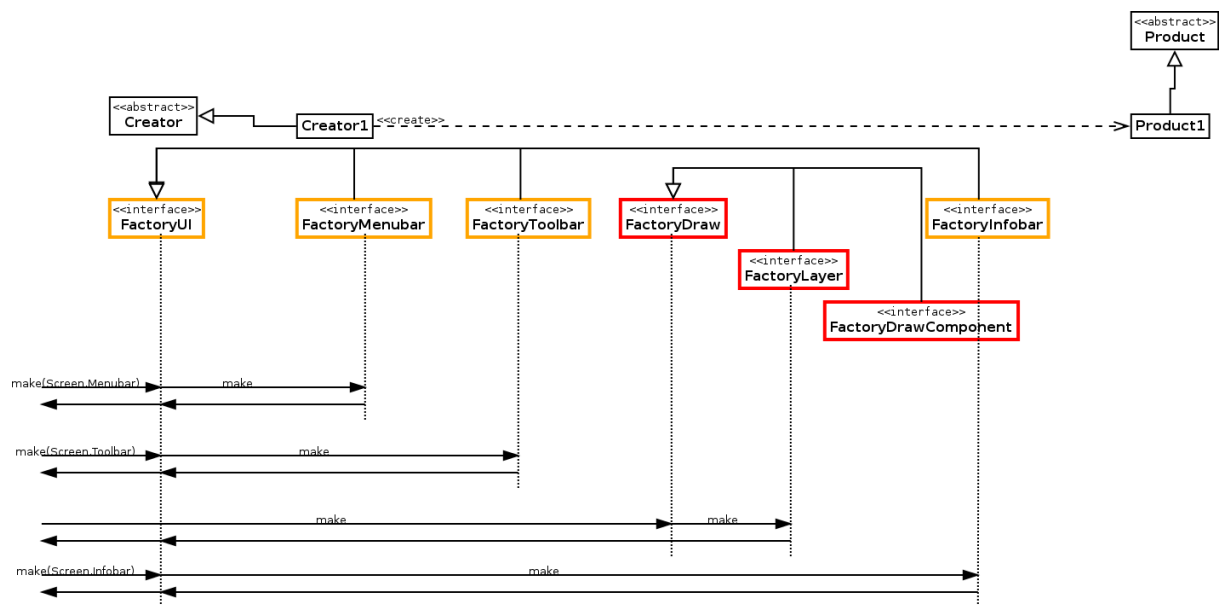 <<abstract>>
Product
<<abstract>>
Creator
Creator1
<<create>>
Product1
<<interface>>
FactoryUI
<<interface>>
FactoryMenubar
<<interface>>
FactoryToolbar
<<interface>>
FactoryDraw
<<interface>>
FactoryInfobar
<<interface>>
FactoryLayer
<<interface>>
FactoryDrawComponent
make(Screen.Menubar)
make
make(Screen.Toolbar)
make
make
make
make(Screen.Infobar)
make